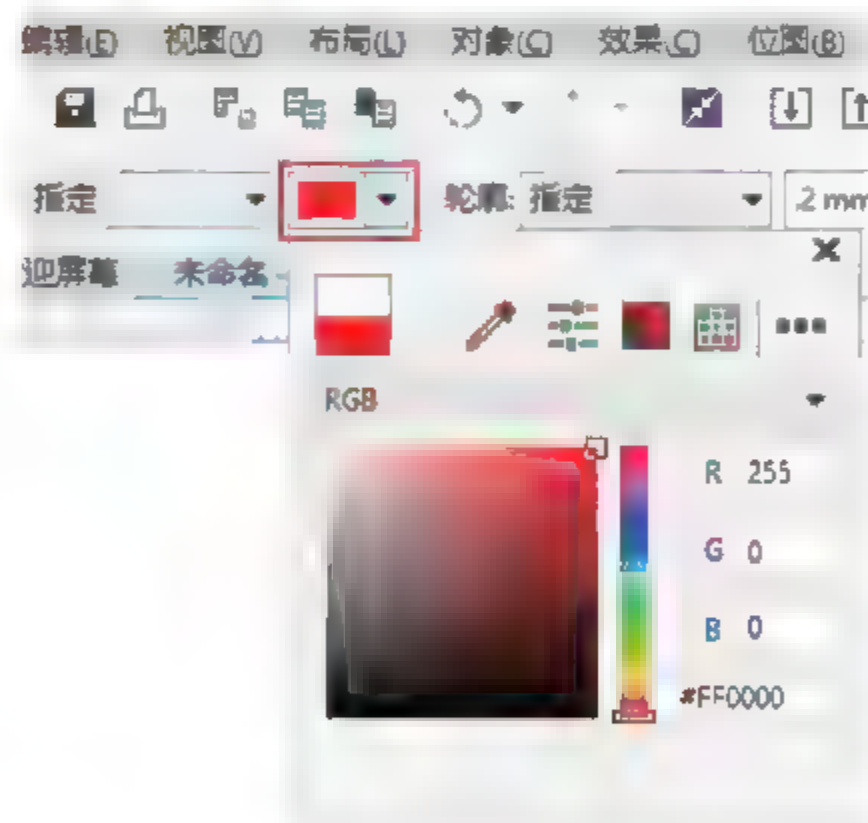 编辑(E) 视图(V) 布局(L) 对象(C) 效果(C) 位图(B)
指定 轮廓: 指定 .2 mm
迎屏幕 未命名 -
RGB
R 255
G 0
B 0
#FF0000